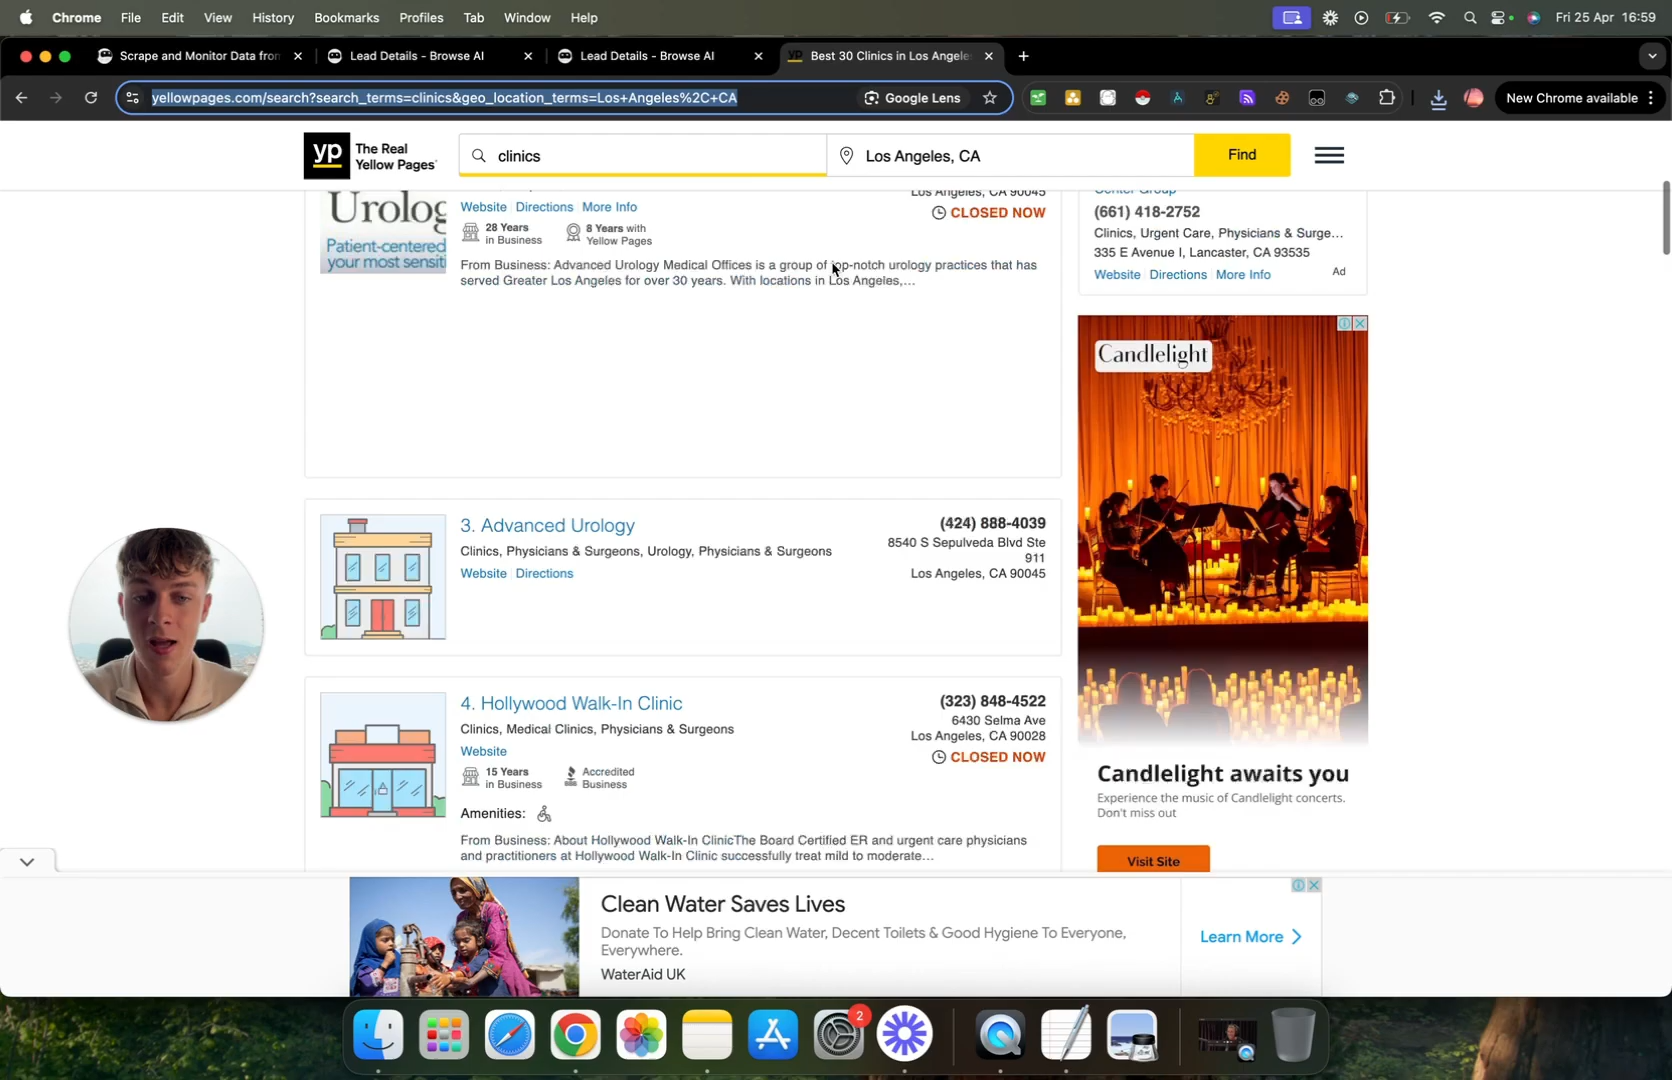 Chrome File Edit View History Bookmarks Profiles Tab Window Help Fri 25 Apr 16:59
Scrape and Monitor Data from Lead Details - Browse AI Lead Details - Browse AI Best 30 Clinics in Los Angeles
yellowpages.com/search?search_terms=clinics&geo_location_terms=Los+Angeles%2C+CA Google Lens New Chrome available
yp The Real
Yellow Pages
clinics Los Angeles, CA Find
Urolog
Patient-centered
your most sensiti
Los Angeles, CA 90045
Website Directions More Info
CLOSED NOW
28 Years
in Business
8 Years with
Yellow Pages
From Business: Advanced Urology Medical Offices is a group of top-notch urology practices that has
served Greater Los Angeles for over 30 years. With locations in Los Angeles,...
Center Group
(661) 418-2752
Clinics, Urgent Care, Physicians & Surge...
335 E Avenue I, Lancaster, CA 93535
Website Directions More Info Ad
3. Advanced Urology
Clinics, Physicians & Surgeons, Urology, Physicians & Surgeons
Website Directions
(424) 888-4039
8540 S Sepulveda Blvd Ste
911
Los Angeles, CA 90045
4. Hollywood Walk-In Clinic
Clinics, Medical Clinics, Physicians & Surgeons
Website
15 Years
in Business
Accredited
Business
(323) 848-4522
6430 Selma Ave
Los Angeles, CA 90028
CLOSED NOW
Amenities:
From Business: About Hollywood Walk-In ClinicThe Board Certified ER and urgent care physicians
and practitioners at Hollywood Walk-In Clinic successfully treat mild to moderate...
Candlelight
Candlelight awaits you
Experience the music of Candlelight concerts.
Don't miss out
Visit Site
Clean Water Saves Lives
Donate To Help Bring Clean Water, Decent Toilets & Good Hygiene To Everyone,
Everywhere.
WaterAid UK
Learn More
2